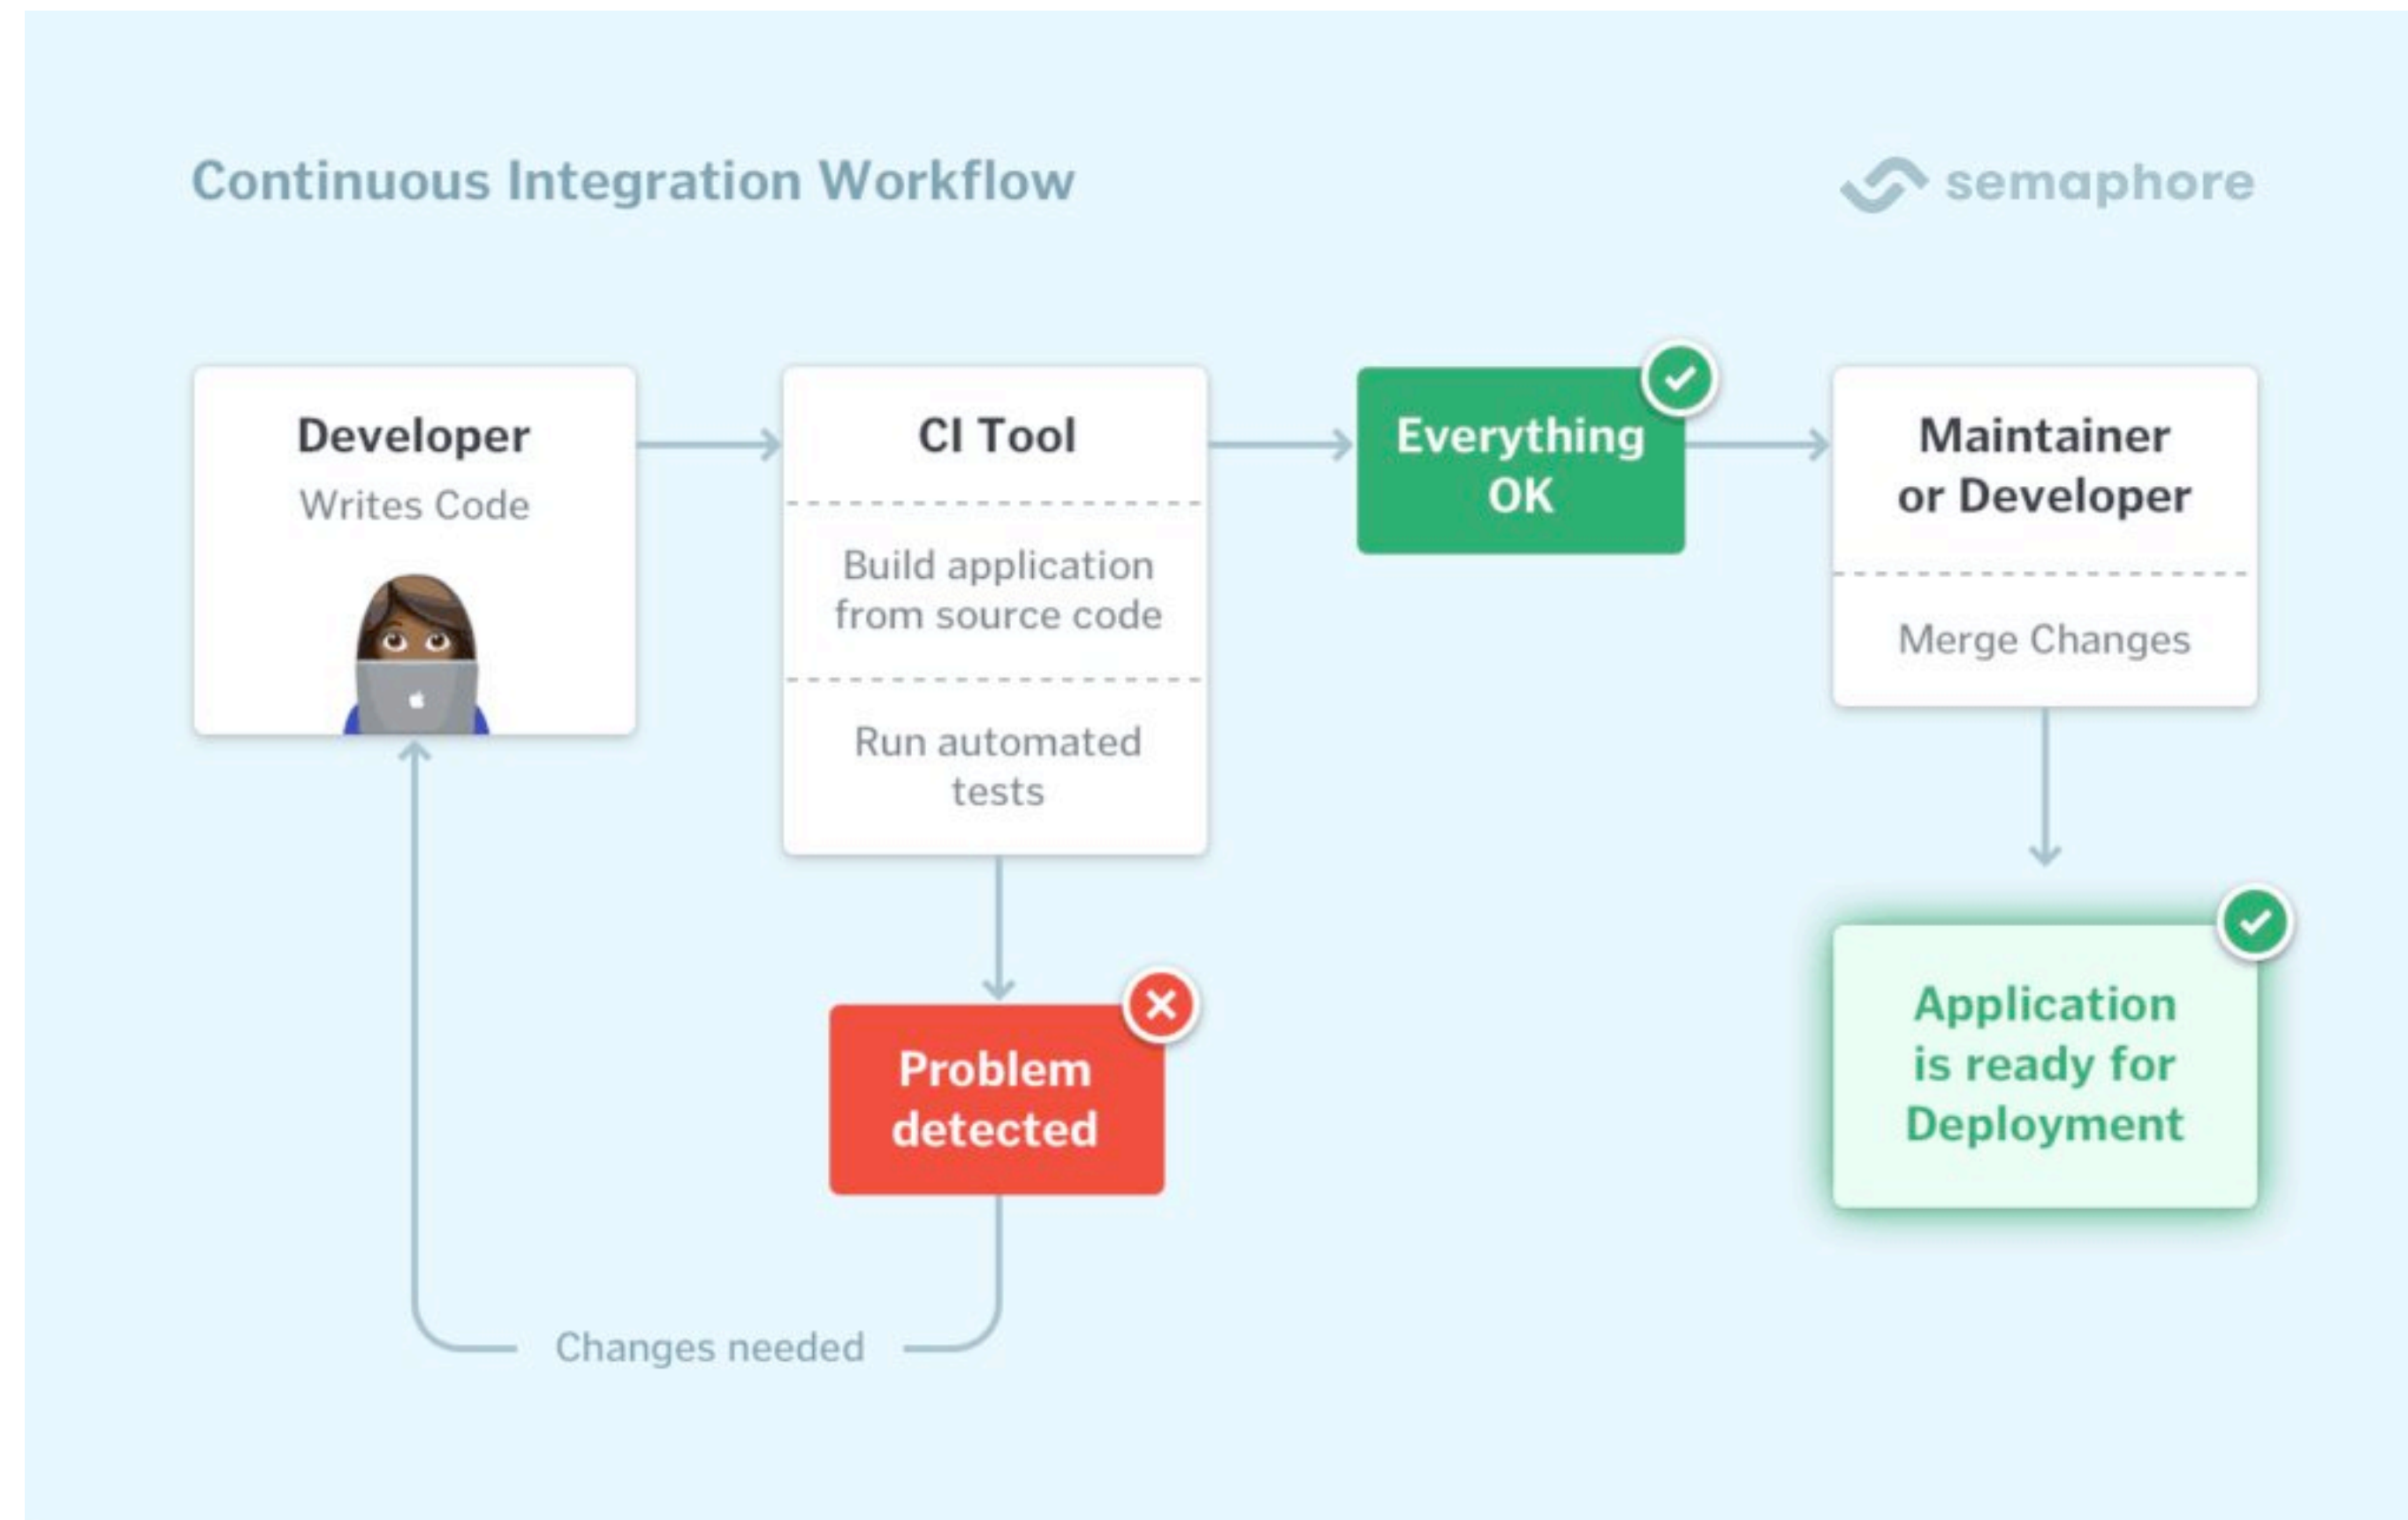 Continuous Integration Workflow
semaphore
Developer
Writes Code
CI Tool
Build application
from source code
Run automated
tests
Everything
OK
Maintainer
or Developer
Merge Changes
Problem
detected
Changes needed
Application
is ready for
Deployment